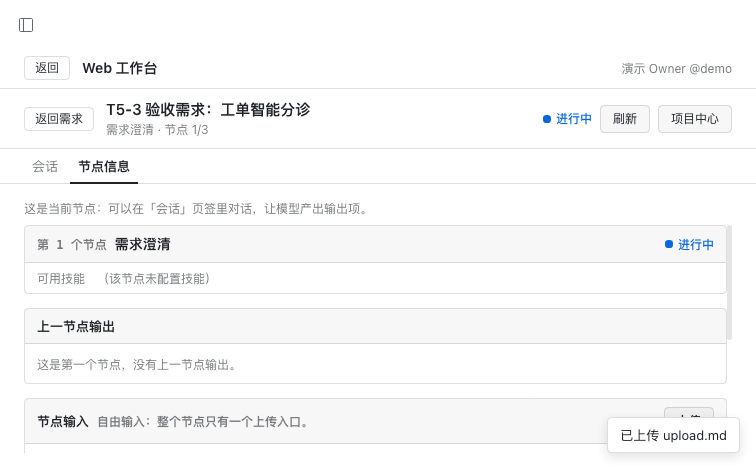 返回 Web 工作台 演示 Owner @demo
返回需求 T5-3 验收需求：工单智能分诊
需求澄清 · 节点 1/3
进行中 刷新 项目中心
会话 节点信息
这是当前节点：可以在「会话」页签里对话，让模型产出输出项。
第 1 个节点 需求澄清 进行中
可用技能 （该节点未配置技能）
上一节点输出
这是第一个节点，没有上一节点输出。
节点输入 自由输入：整个节点只有一个上传入口。
已上传 upload.md